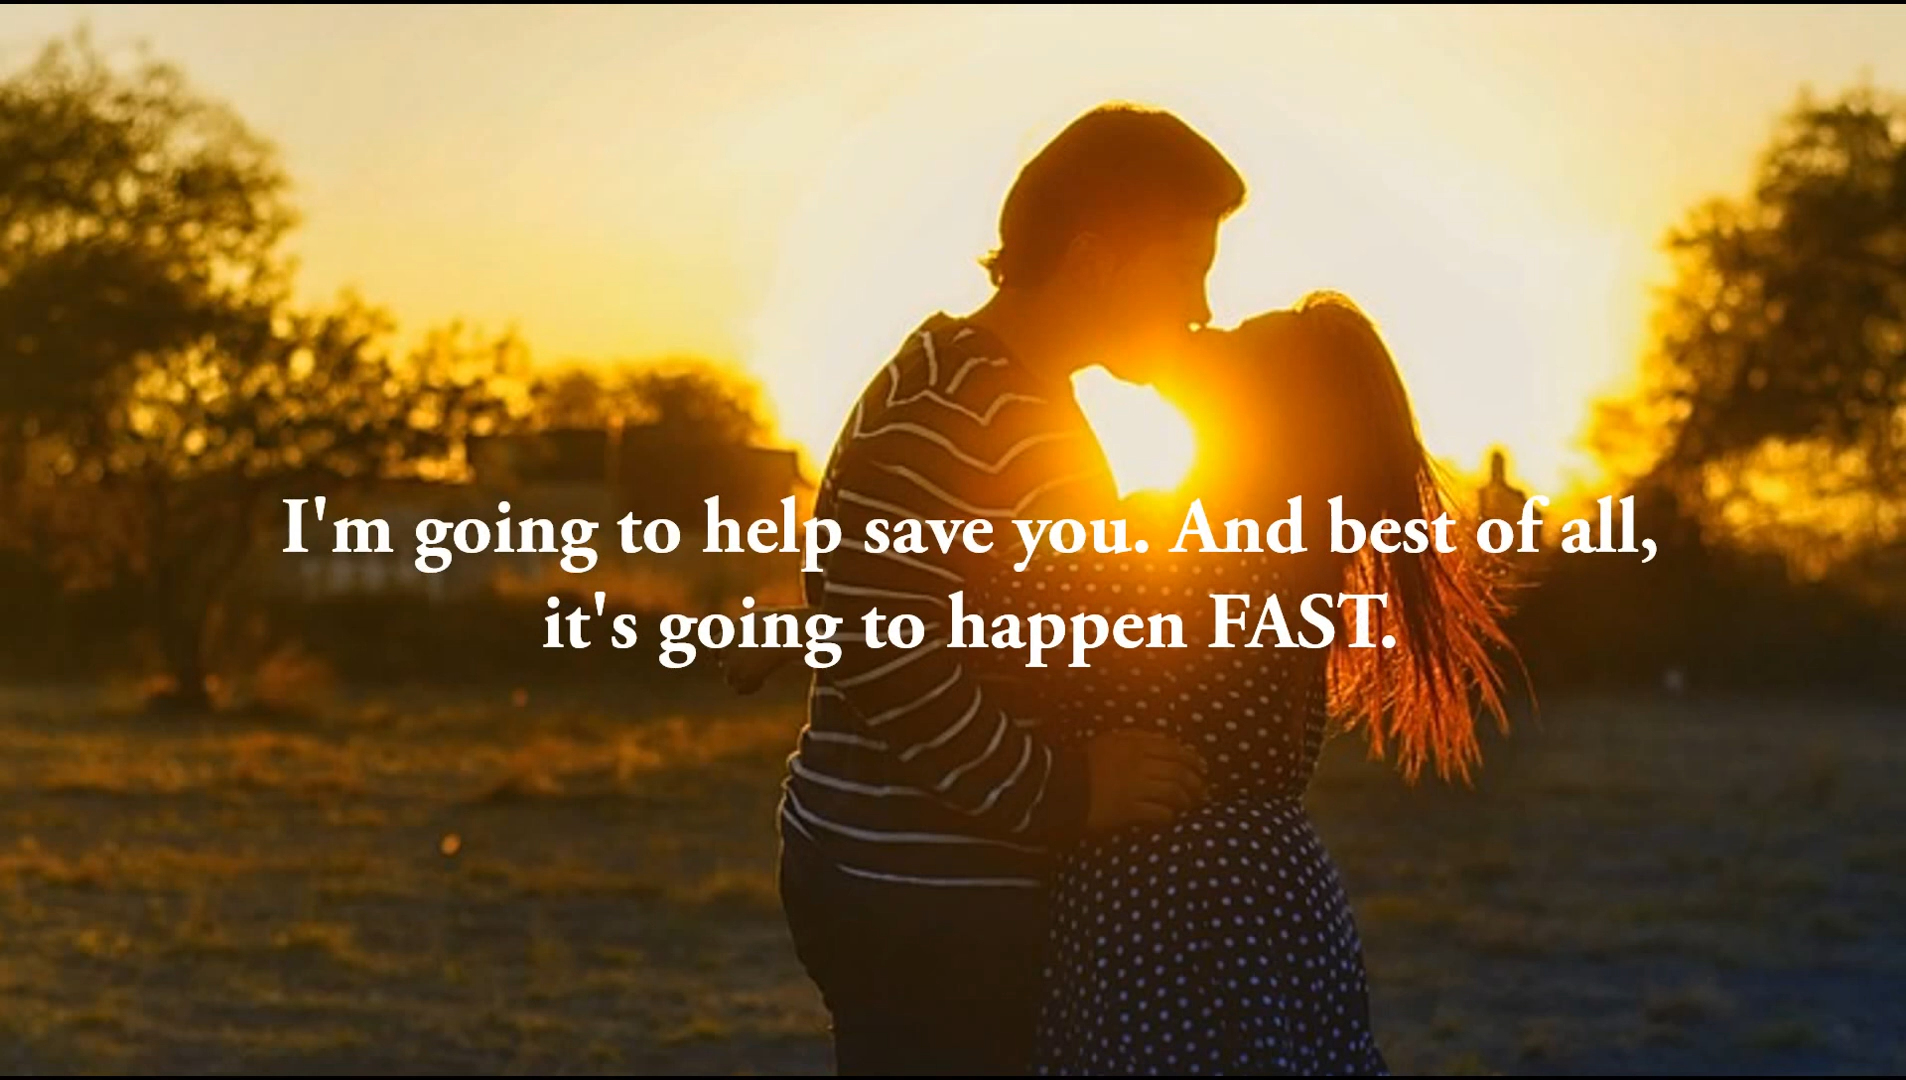 I'm going to help save you. And best of all,
it's going to happen FAST.